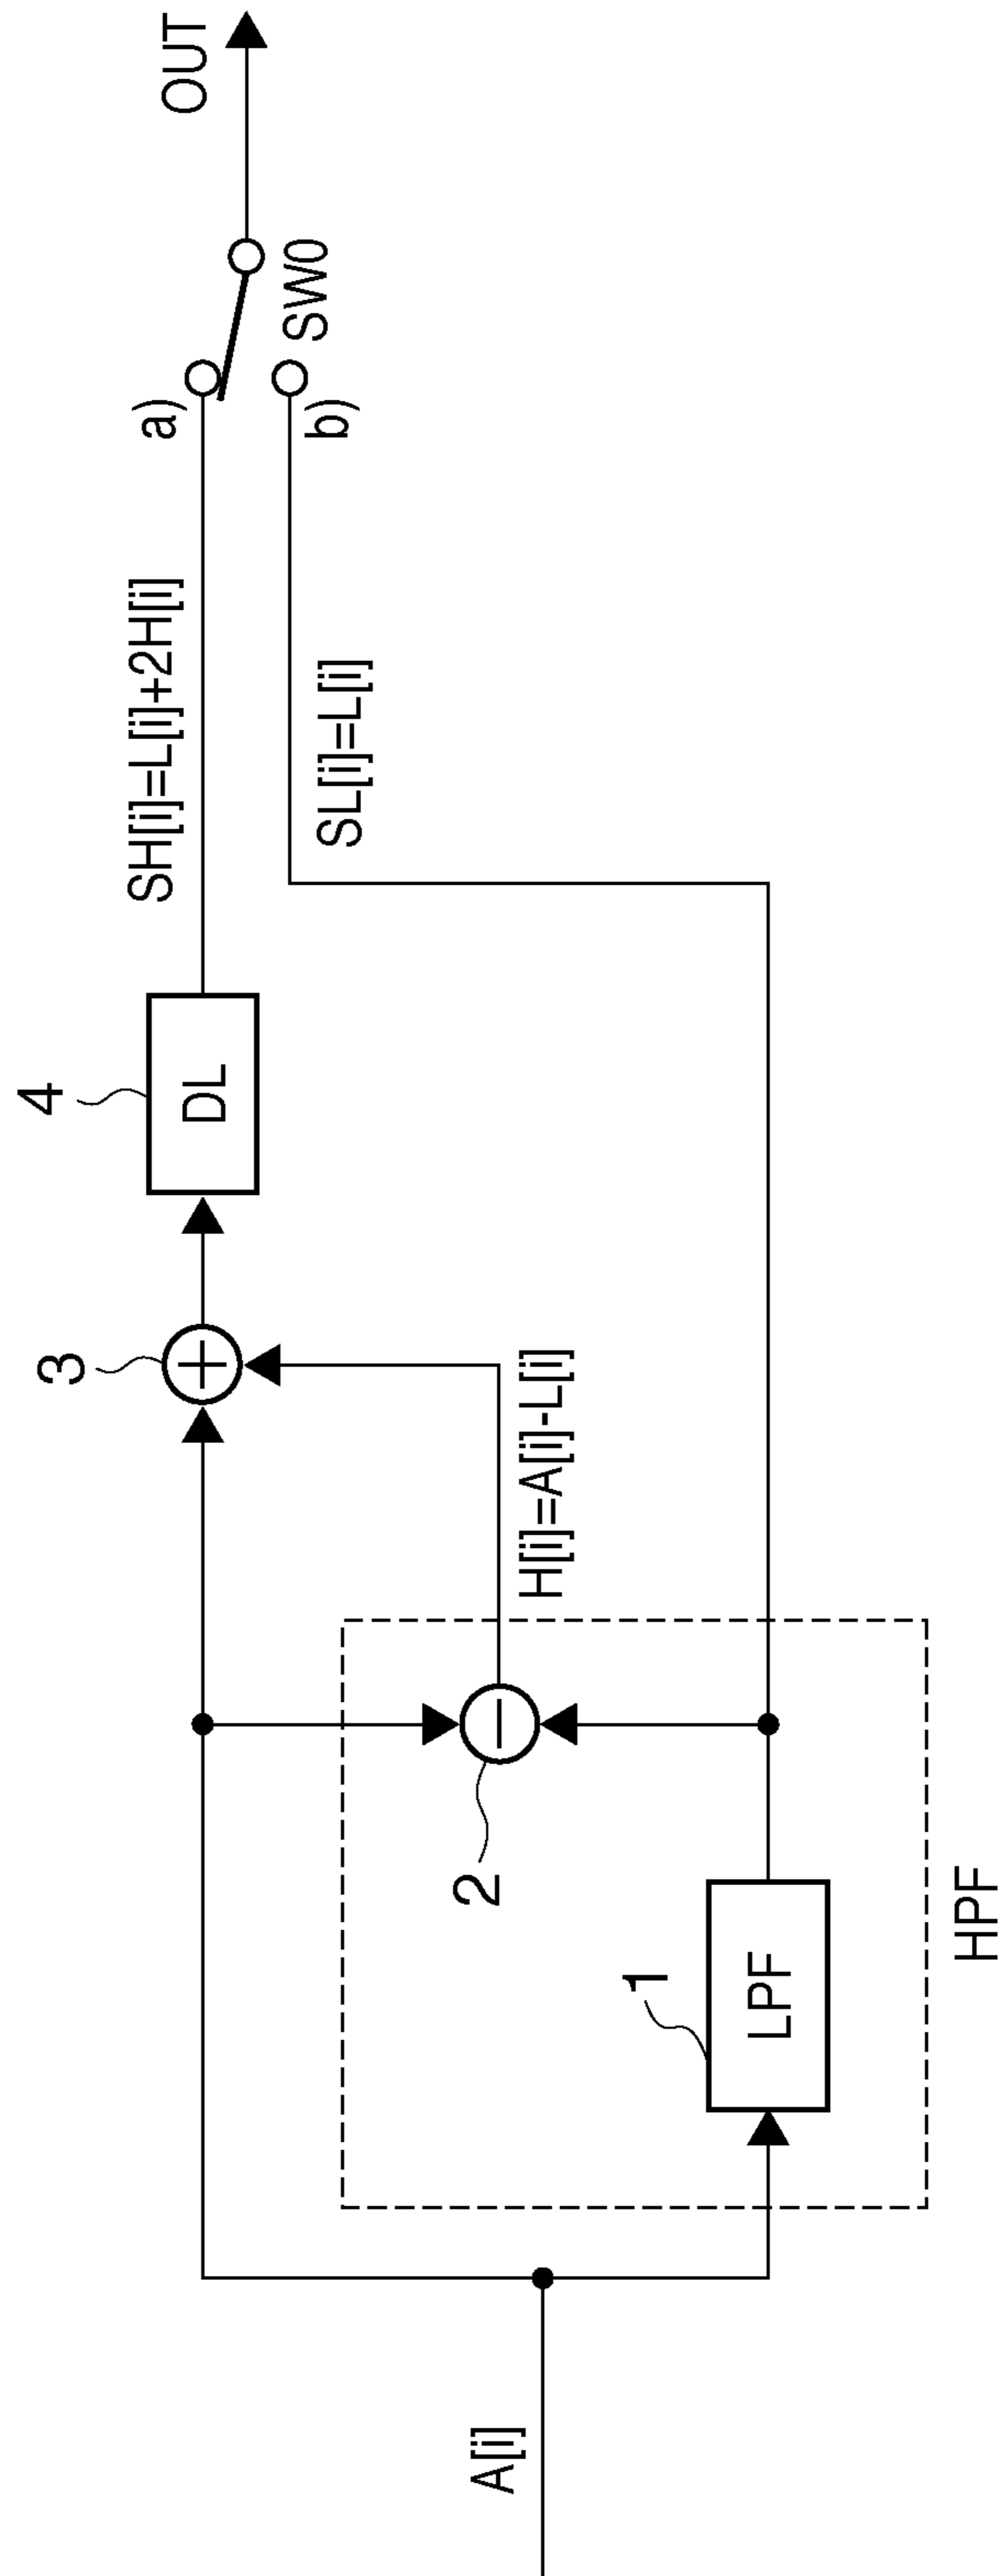 A[i]
1
LPF
HPF
2
H[i]=A[i]-L[i]
3
4
DL
SH[i]=L[i]+2H[i]
SL[i]=L[i]
a)
b)
SW0
OUT